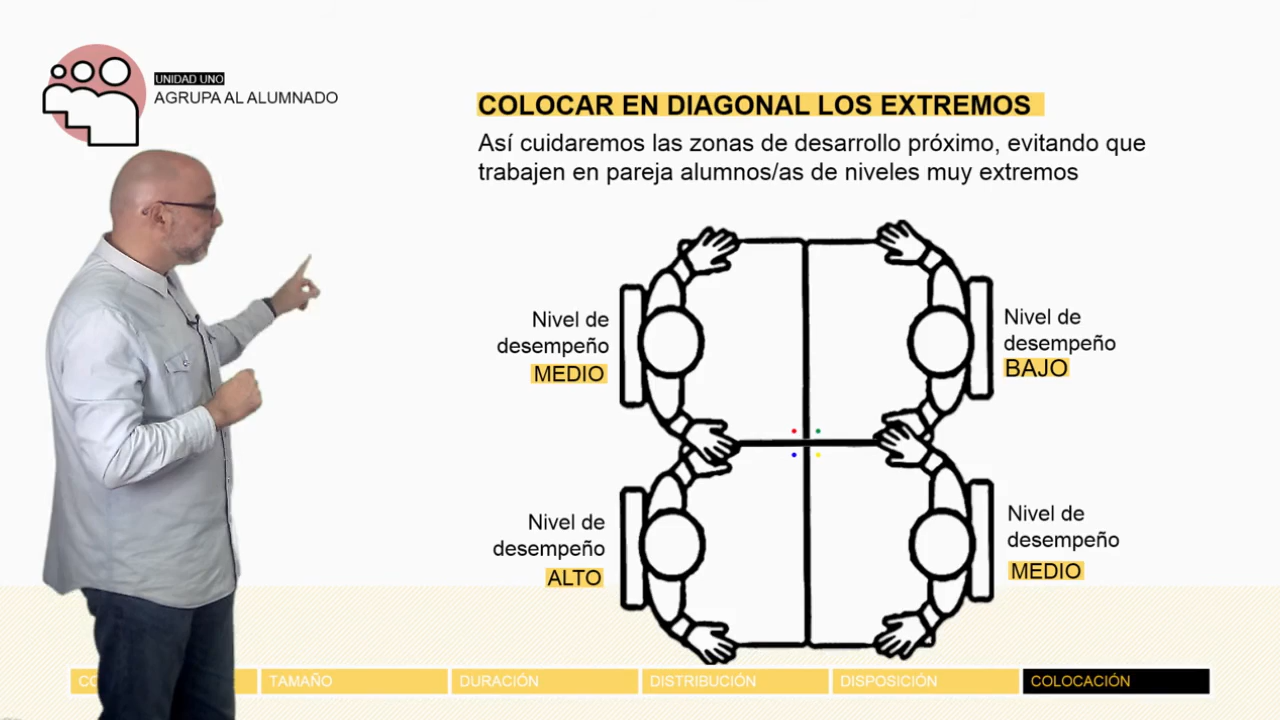 UNIDAD UNO
AGRUPA AL ALUMNADO
COLOCAR EN DIAGONAL LOS EXTREMOS
Así cuidaremos las zonas de desarrollo próximo, evitando que
trabajen en pareja alumnos/as de niveles muy extremos
Nivel de
desempeño
MEDIO
Nivel de
desempeño
BAJO
Nivel de
desempeño
ALTO
Nivel de
desempeño
MEDIO
TAMAÑO
DURACIÓN
DISTRIBUCIÓN
DISPOSICIÓN
COLOCACIÓN